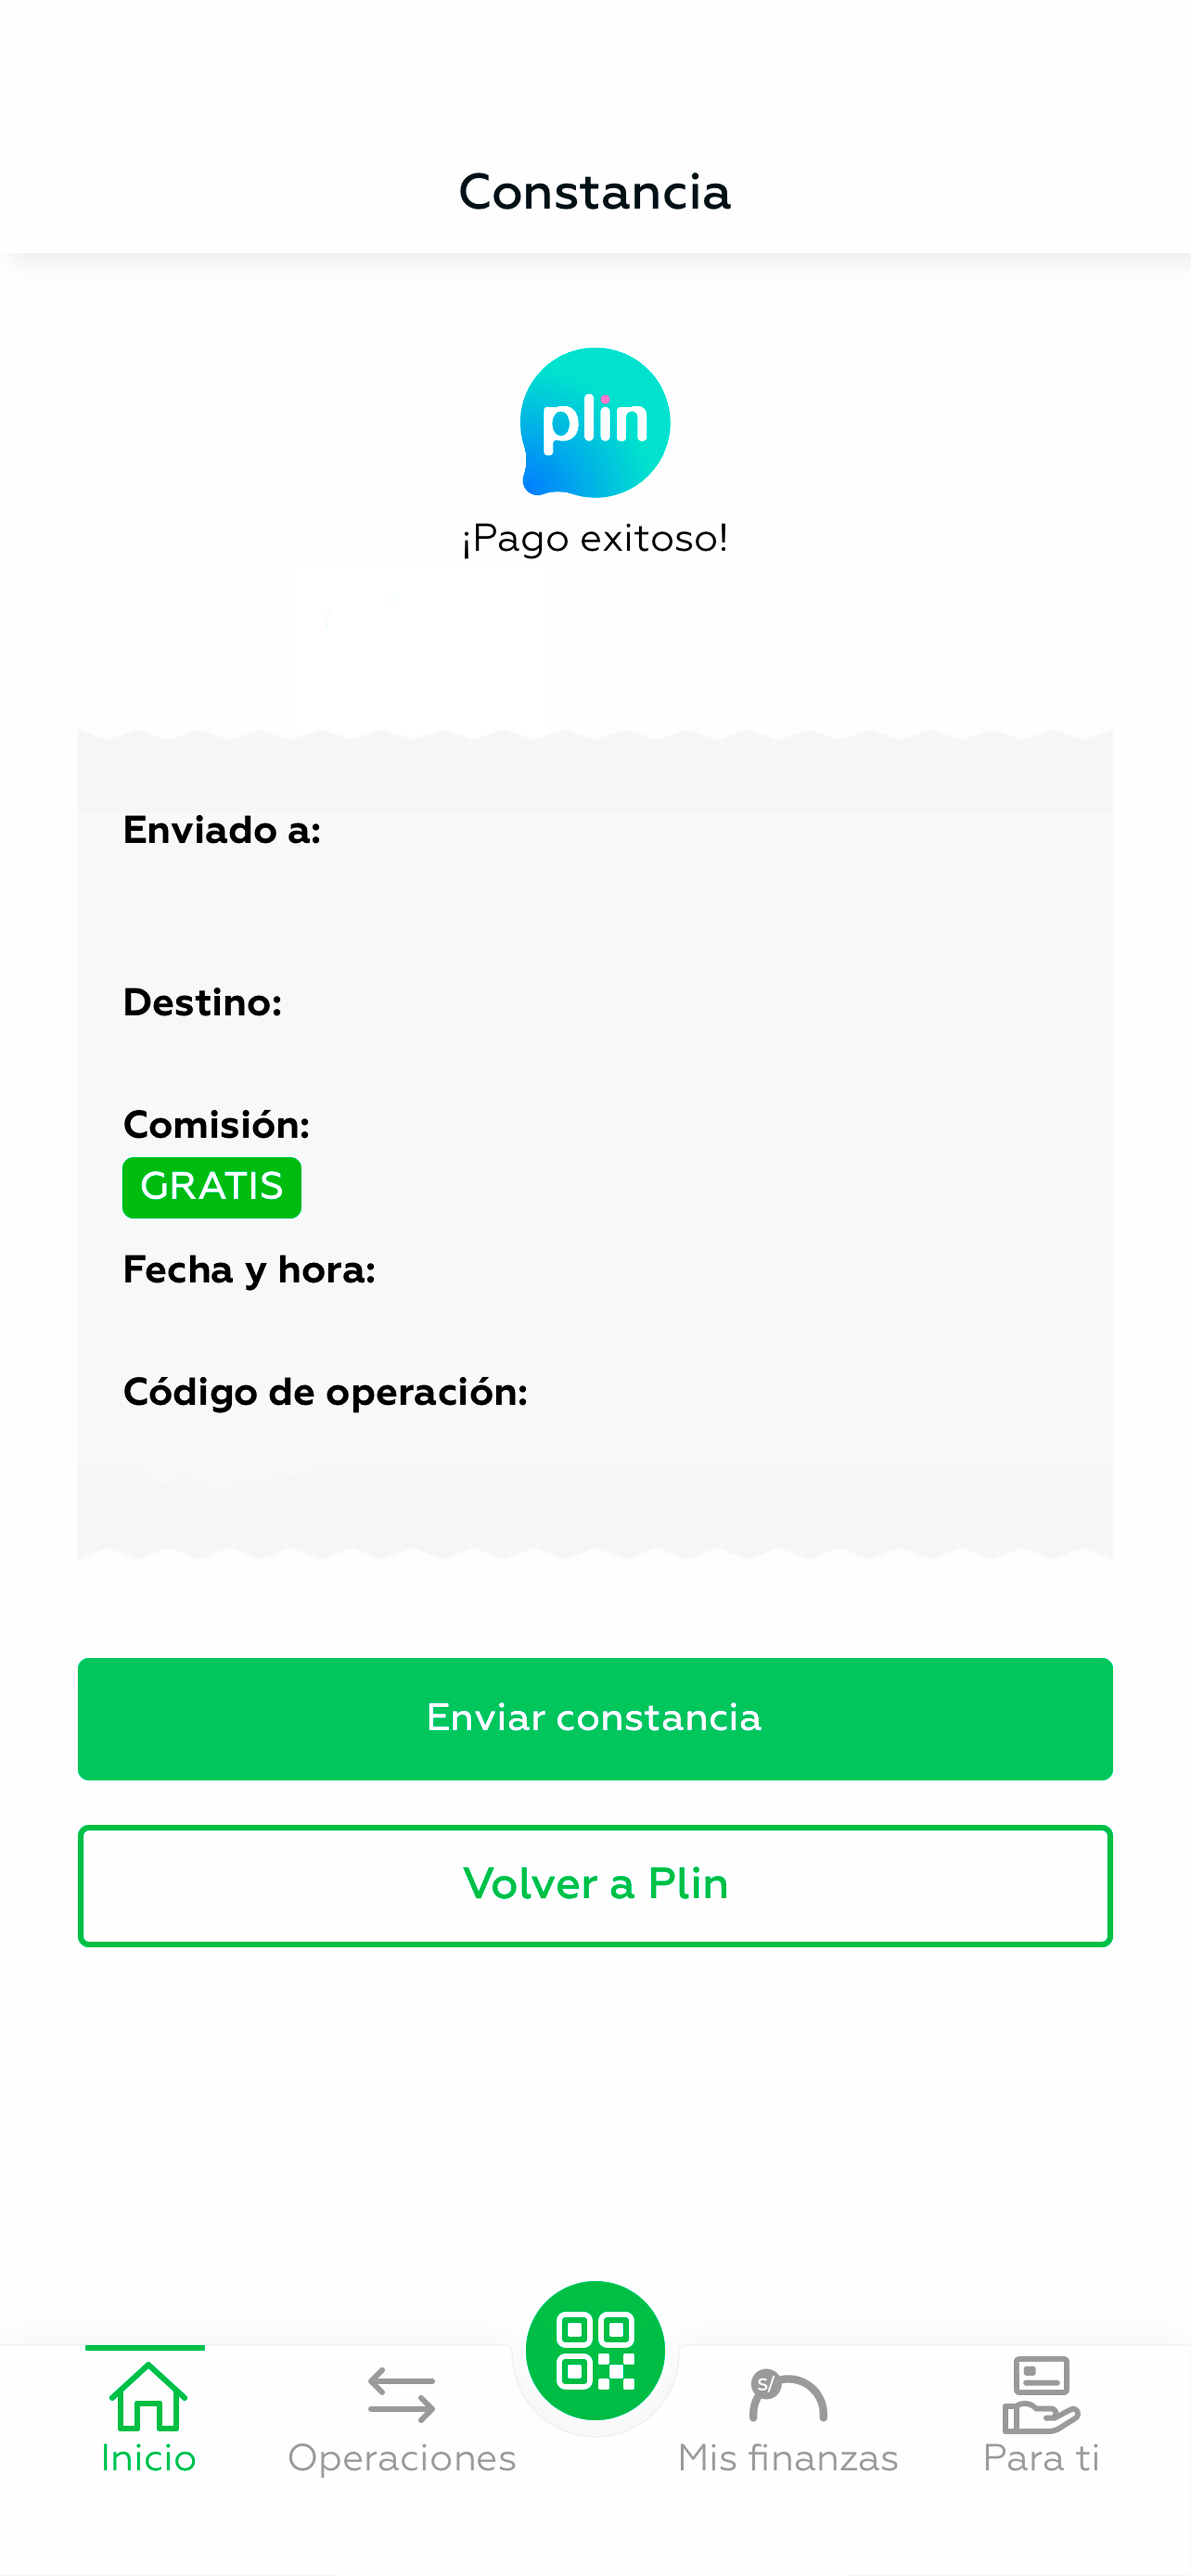 Constancia
plin
¡Pago exitoso!
Enviado a:
Destino:
Comisión:
GRATIS
Fecha y hora:
Código de operación:
Enviar constancia
Volver a Plin
S/
Inicio
Operaciones
Mis finanzas
Para ti